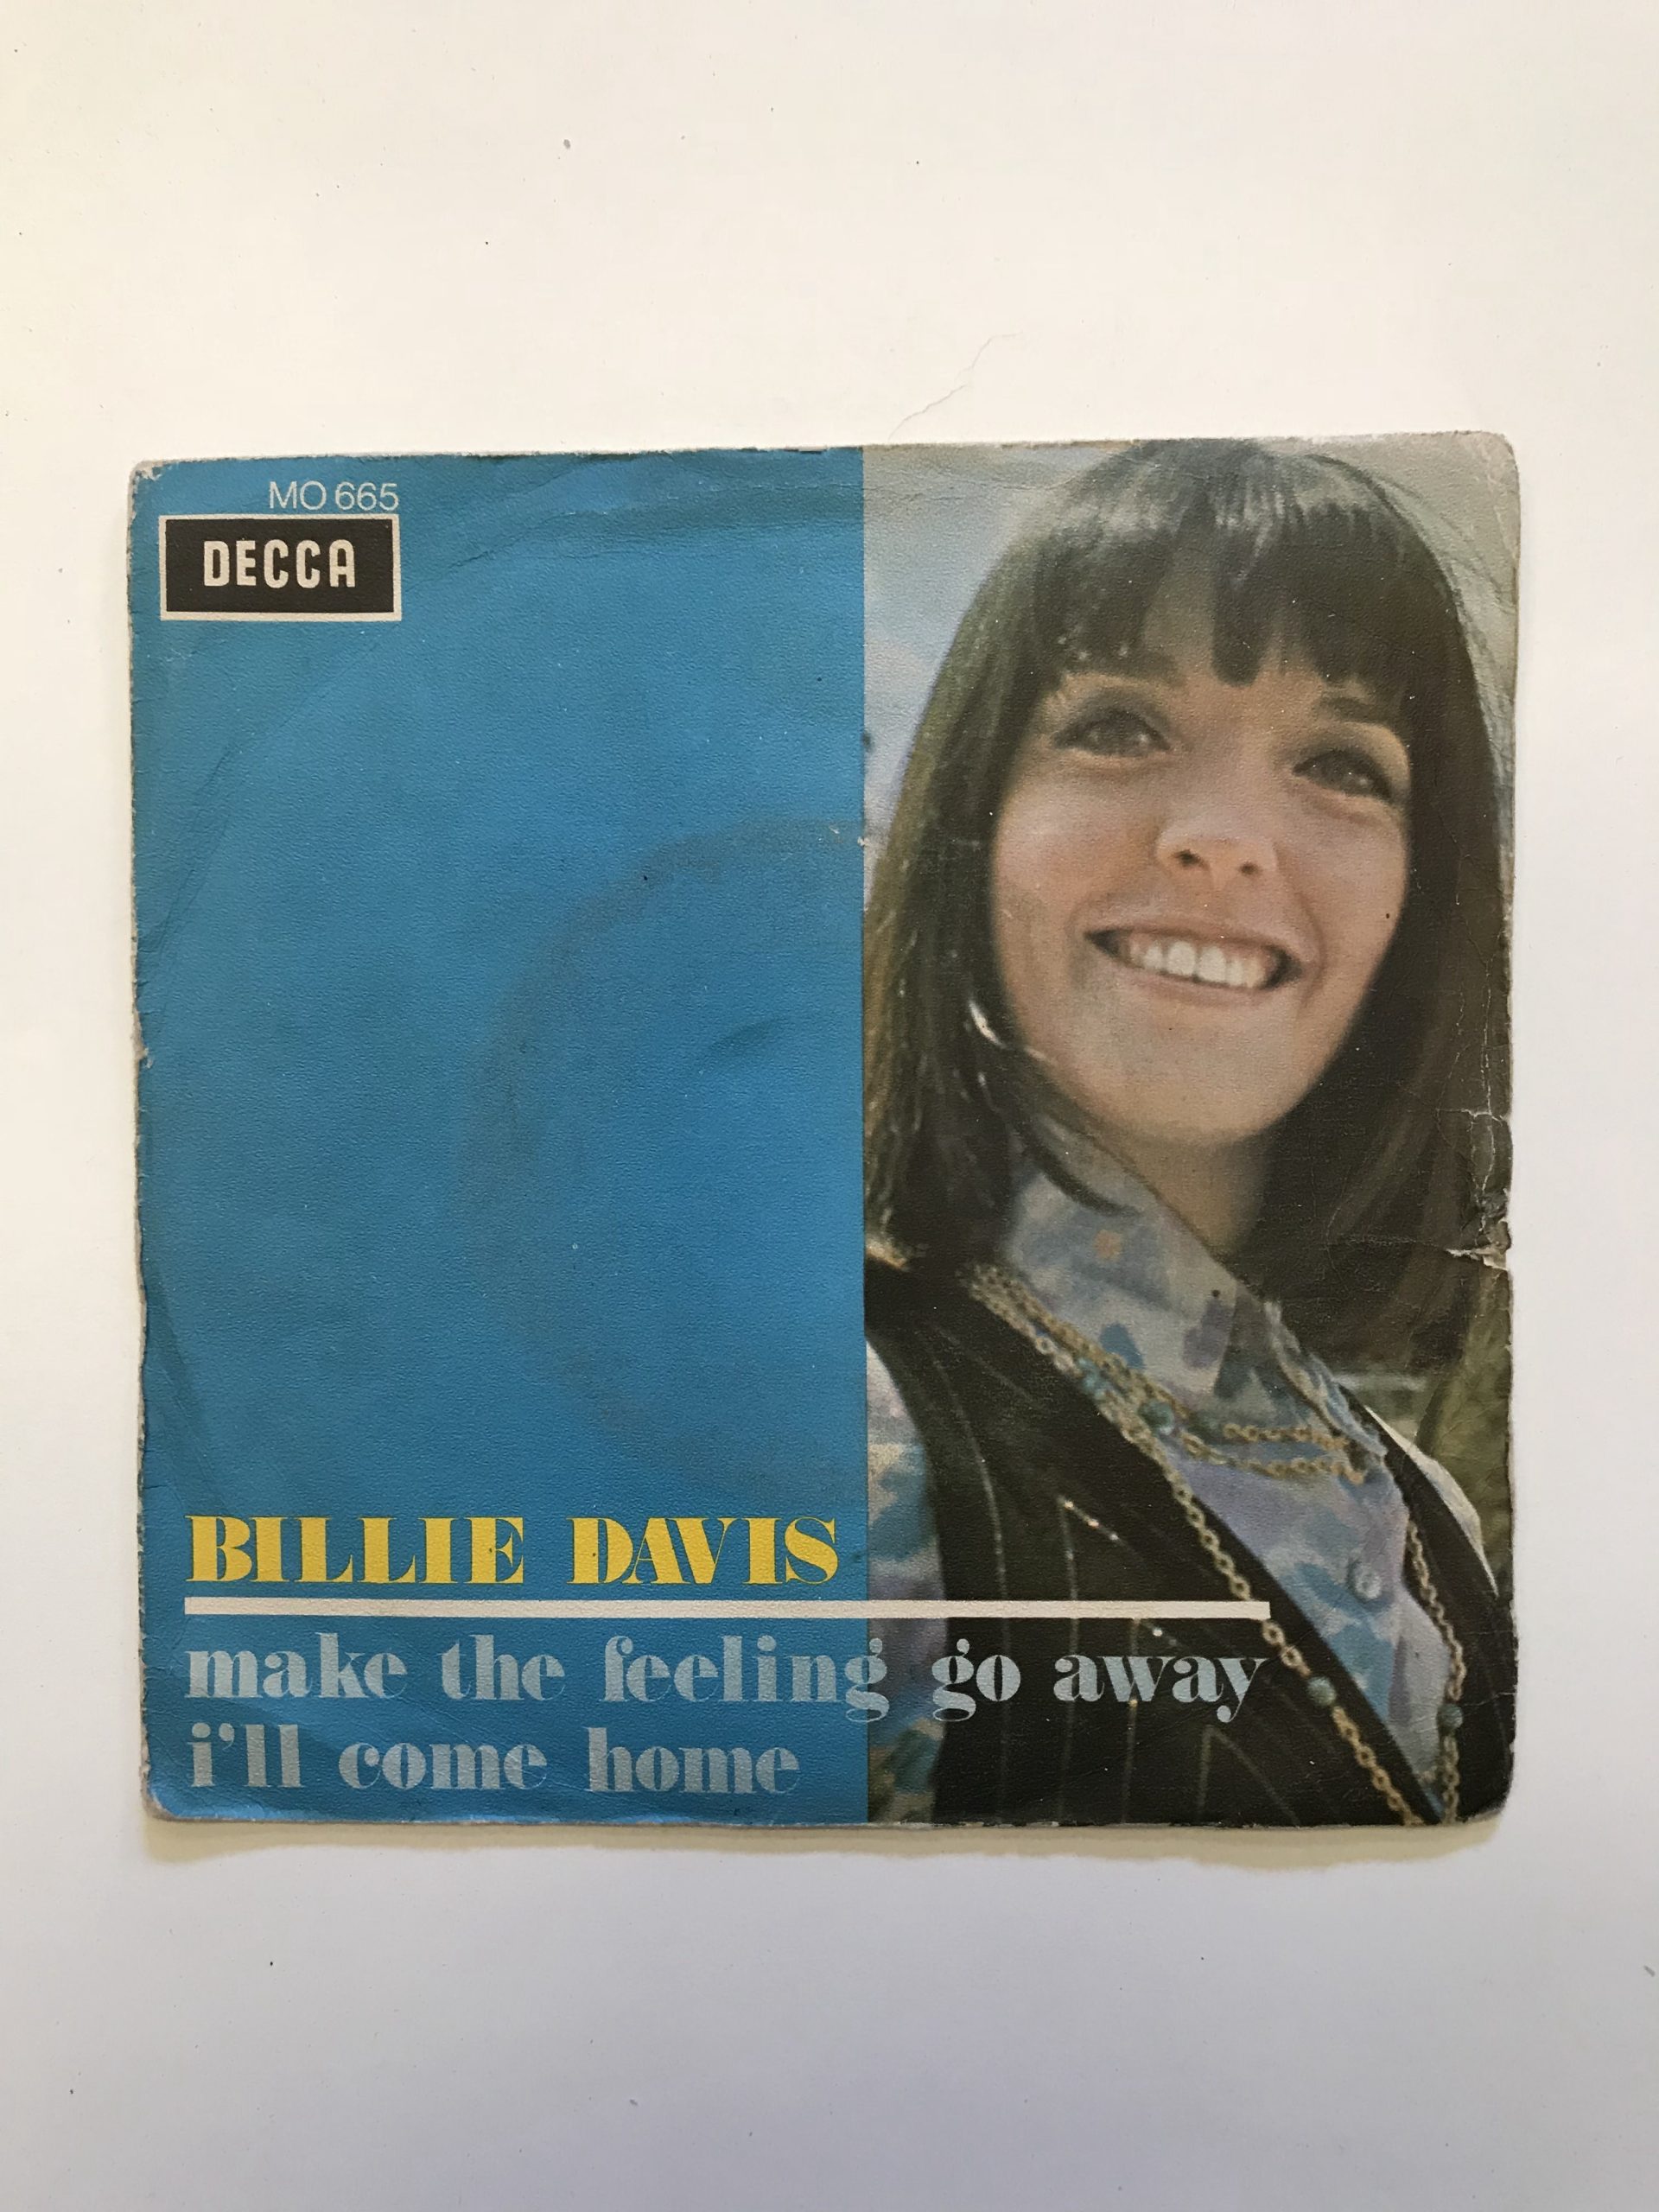 MO 665
DECCA
BILLIE DAVIS
make the feeling go away
i'll come home